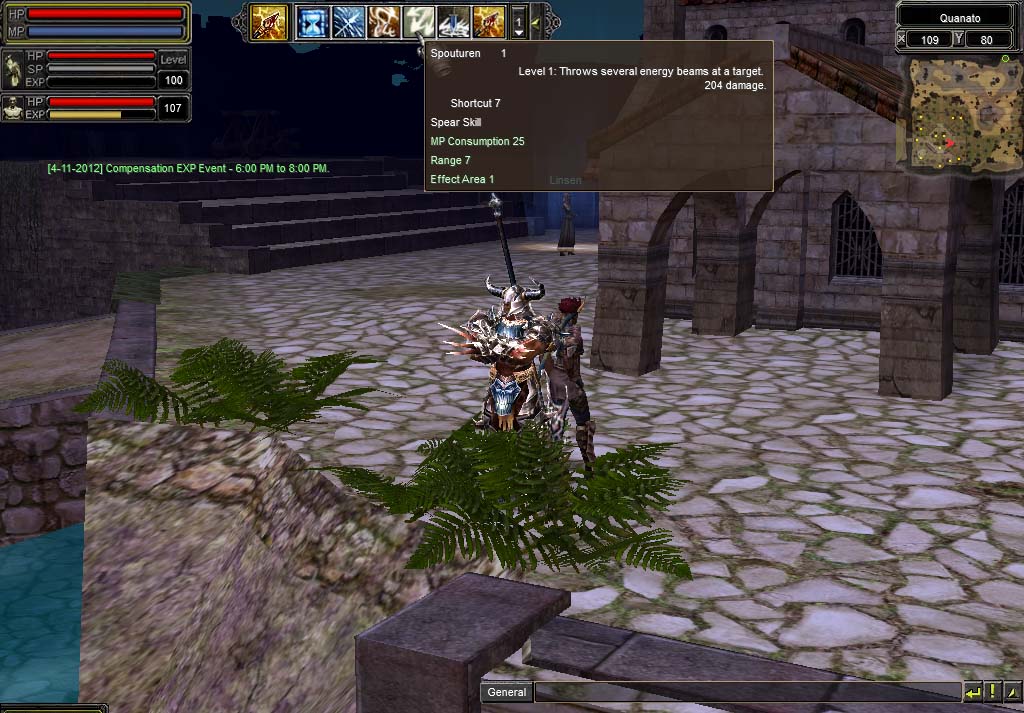 HP
MP
1
Quanato
X 109 Y 80
HP
SP
EXP
Level
100
HP
EXP
107
Spouturen 1
Level 1: Throws several energy beams at a target.
204 damage.
Shortcut 7
Spear Skill
MP Consumption 25
Range 7
Effect Area 1
Linsen
[4-11-2012] Compensation EXP Event - 6:00 PM to 8:00 PM.
General